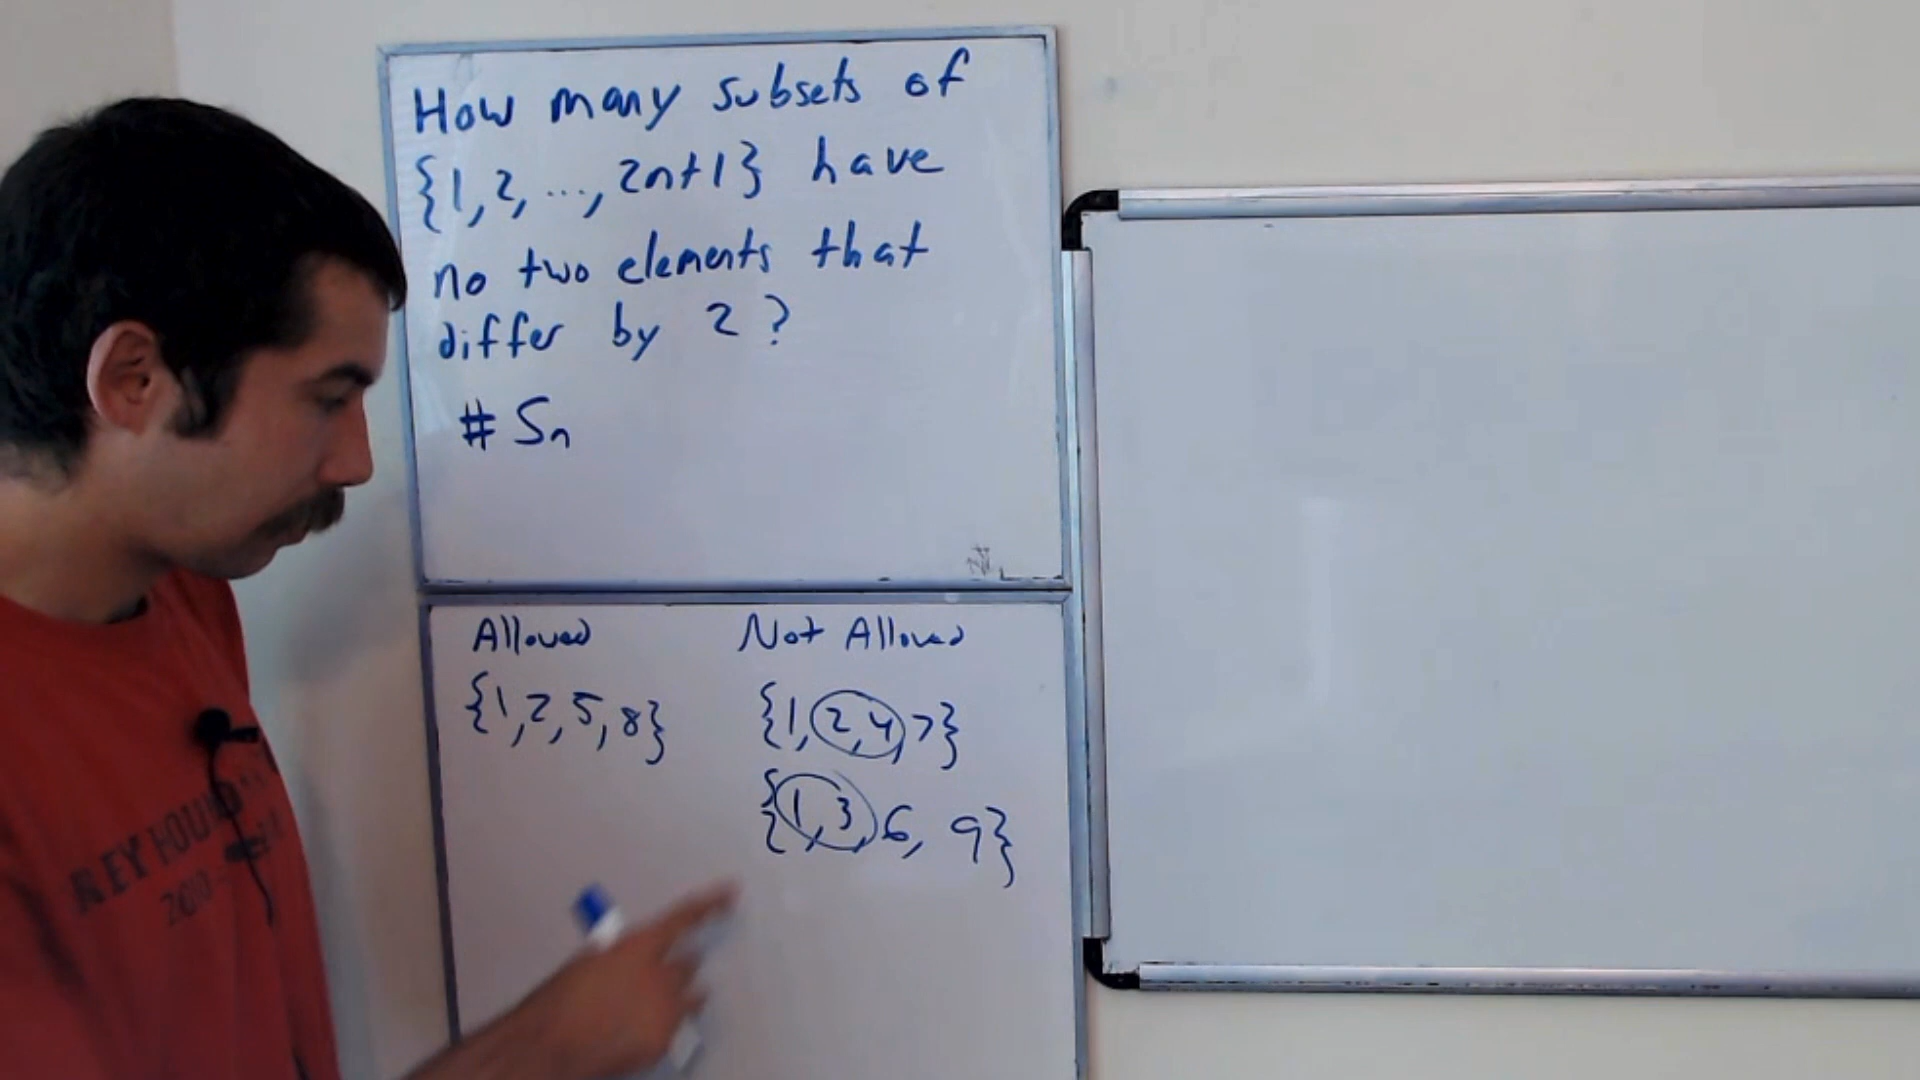 How many subsets of
{1, 2, ..., 2n+1} have
no two elements that
differ by 2?
# Sn
Allowed
{1, 2, 5, 8}
Not Allowed
{1, 2, 4, 7}
{1, 3, 6, 9}